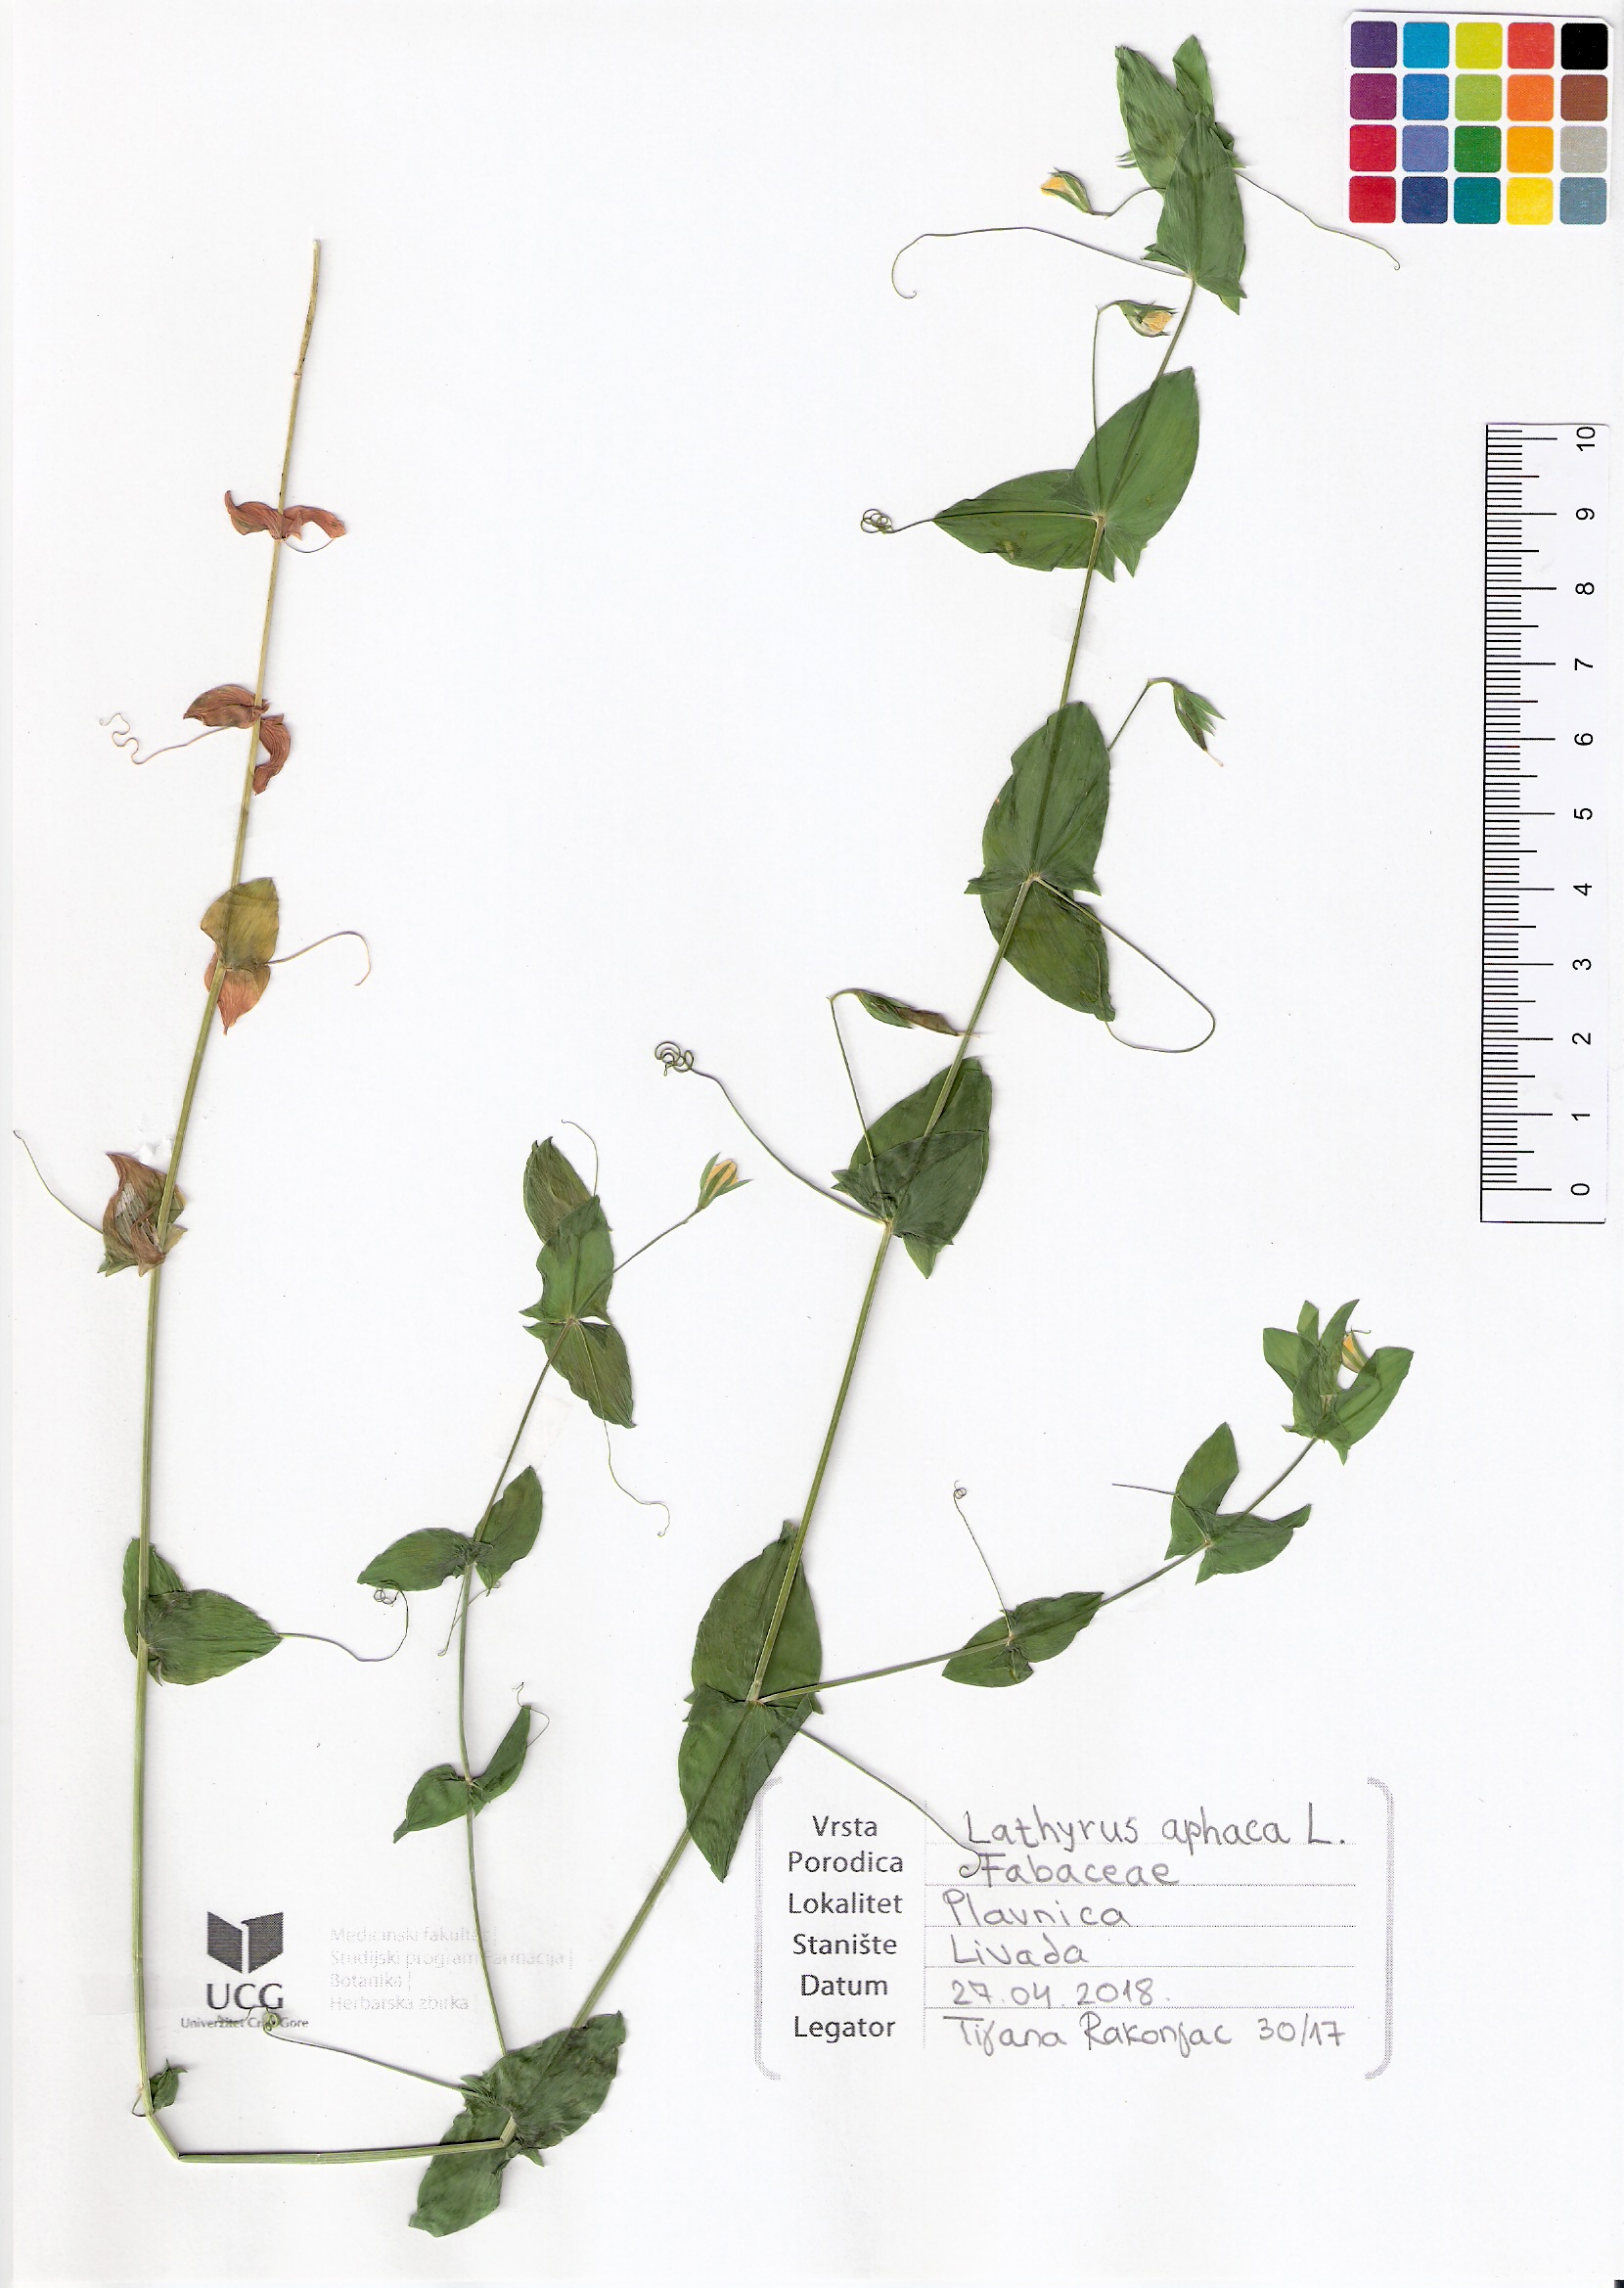 10
9
8
7
6
5
4
3
2
1
0
Vrsta Lathyrus aphaca L.
Porodica Fabaceae
Lokalitet Plavnica
Stanište Livada
Datum 27.04.2018.
Legator Tijana Rakonjac 30/17
UCG
Univerzitet Crne Gore
Medicinski fakultet |
Studijski program Farmacija |
Botanika |
Herbarska zbirka |